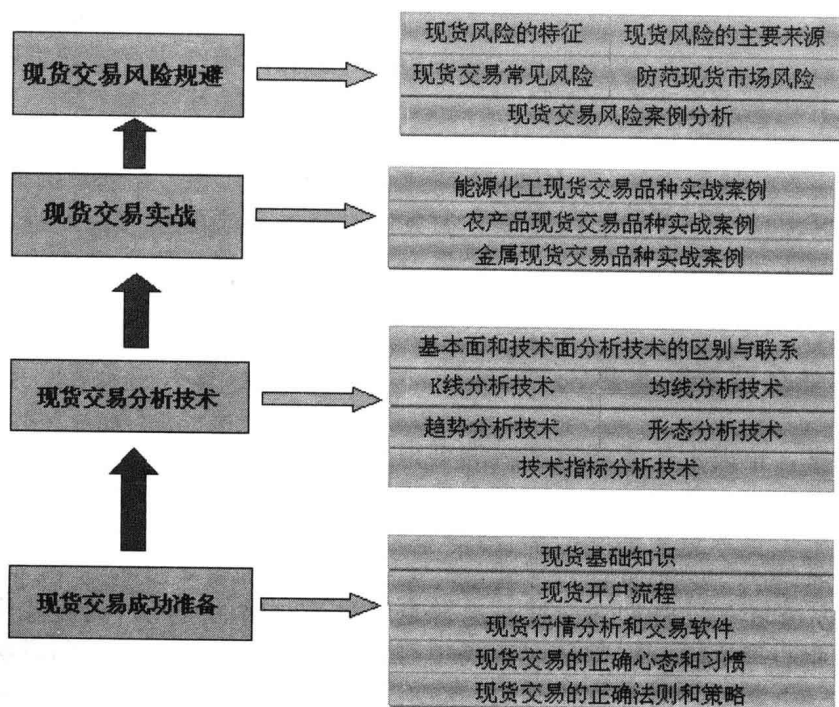 现货交易风险规避
现货风险的特征 现货风险的主要来源
现货交易常见风险 防范现货市场风险
现货交易风险案例分析
现货交易实战
能源化工现货交易品种实战案例
农产品现货交易品种实战案例
金属现货交易品种实战案例
现货交易分析技术
基本面和技术面分析技术的区别与联系
K线分析技术 均线分析技术
趋势分析技术 形态分析技术
技术指标分析技术
现货交易成功准备
现货基础知识
现货开户流程
现货行情分析和交易软件
现货交易的正确心态和习惯
现货交易的正确法则和策略